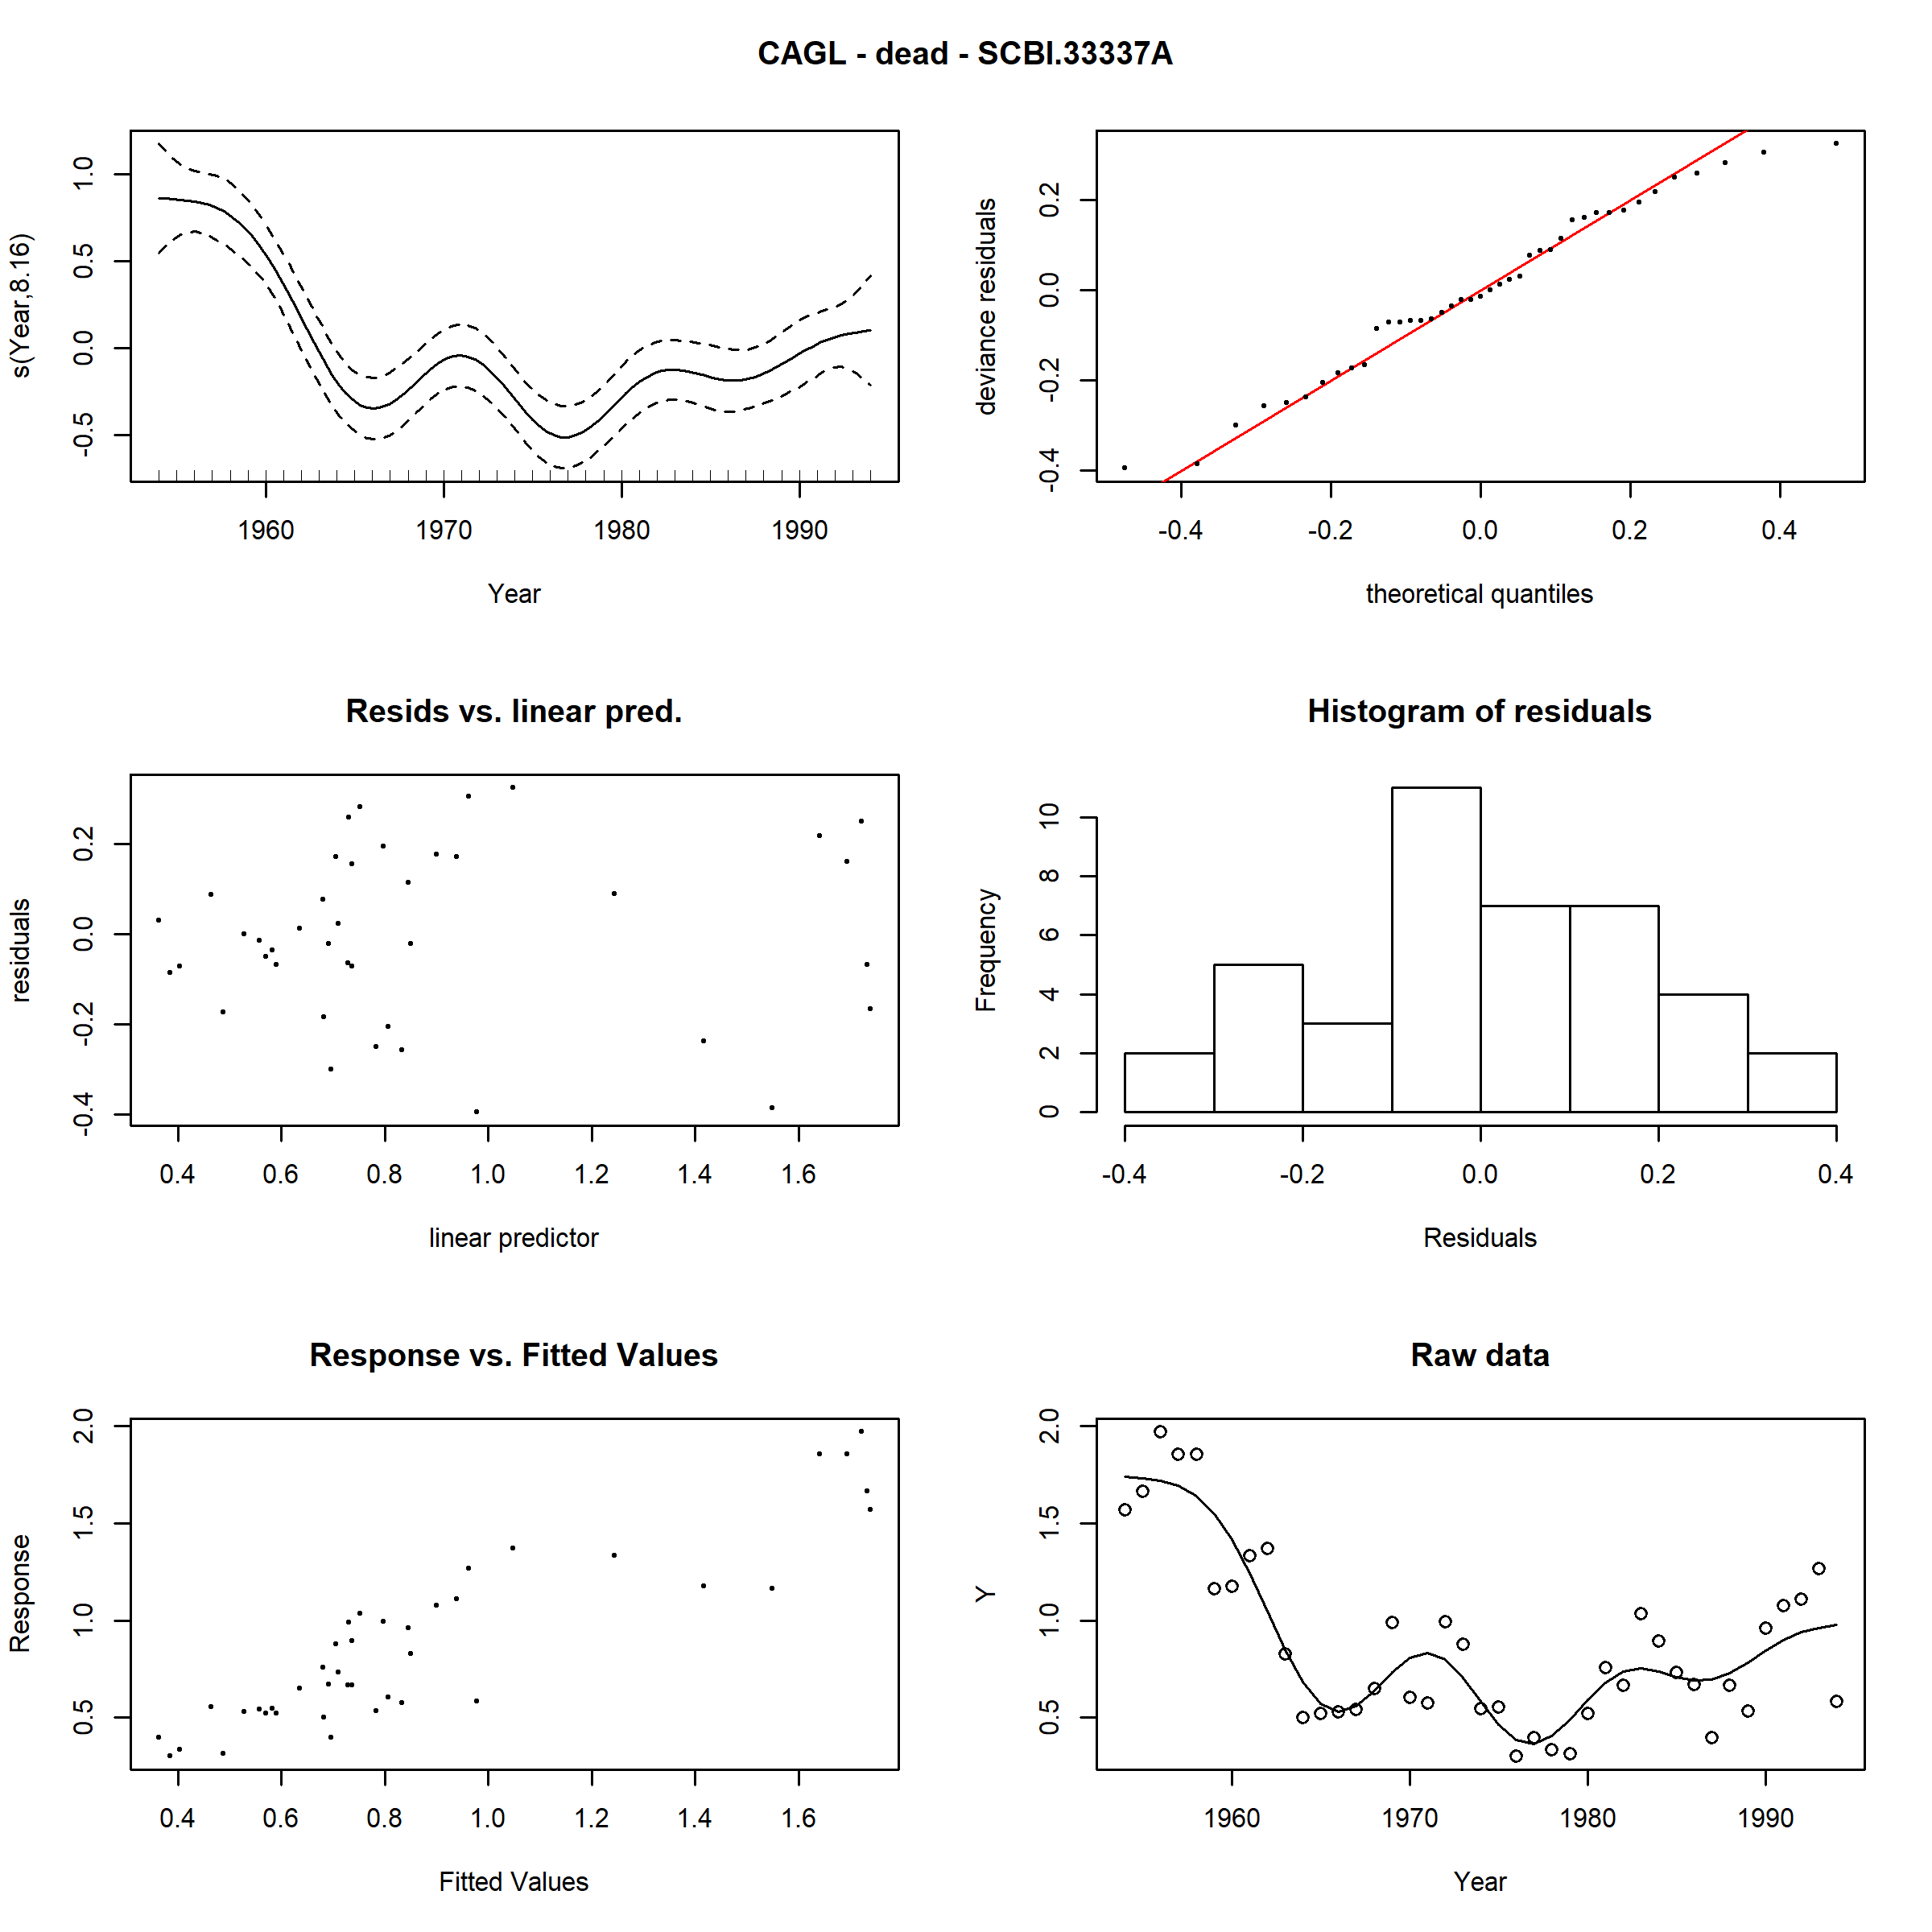 CAGL - dead - SCBI.33337A
s(Year,8.16)
1.0
0.5
0.0
-0.5
1960 1970 1980 1990
Year
deviance residuals
0.2
0.0
-0.2
-0.4
-0.4 -0.2 0.0 0.2 0.4
theoretical quantiles
Resids vs. linear pred.
residuals
0.2
0.0
-0.2
-0.4
0.4 0.6 0.8 1.0 1.2 1.4 1.6
linear predictor
Histogram of residuals
Frequency
10
8
6
4
2
0
-0.4 -0.2 0.0 0.2 0.4
Residuals
Response vs. Fitted Values
Response
2.0
1.5
1.0
0.5
0.4 0.6 0.8 1.0 1.2 1.4 1.6
Fitted Values
Raw data
Y
2.0
1.5
1.0
0.5
1960 1970 1980 1990
Year